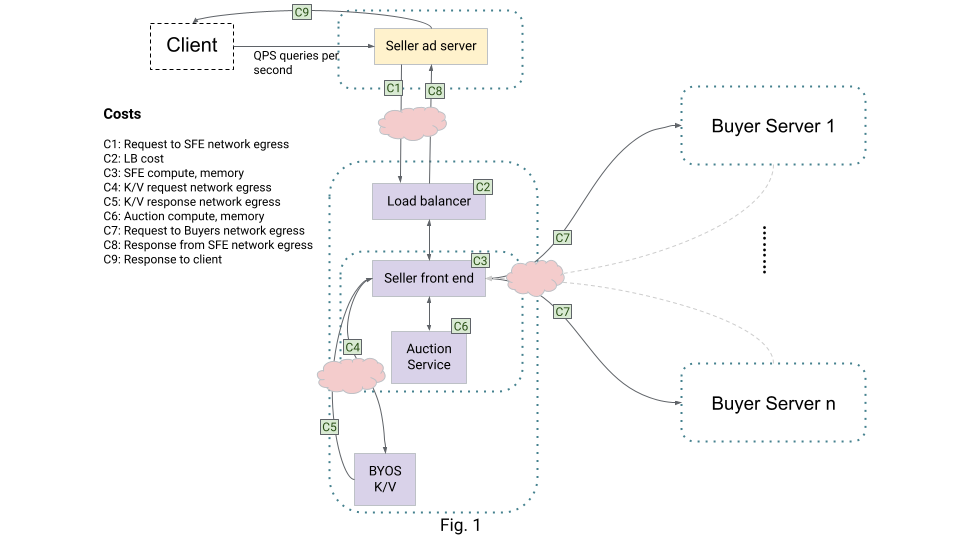 C9
Client
Seller ad server
QPS queries per
second
C1
C8
Costs
C1: Request to SFE network egress
C2: LB cost
C3: SFE compute, memory
C4: K/V request network egress
C5: K/V response network egress
C6: Auction compute, memory
C7: Request to Buyers network egress
C8: Response from SFE network egress
C9: Response to client
Buyer Server 1
C2
Load balancer
C7
C3
Seller front end
C7
C6
C4
Auction
Service
Buyer Server n
C5
BYOS
K/V
Fig. 1